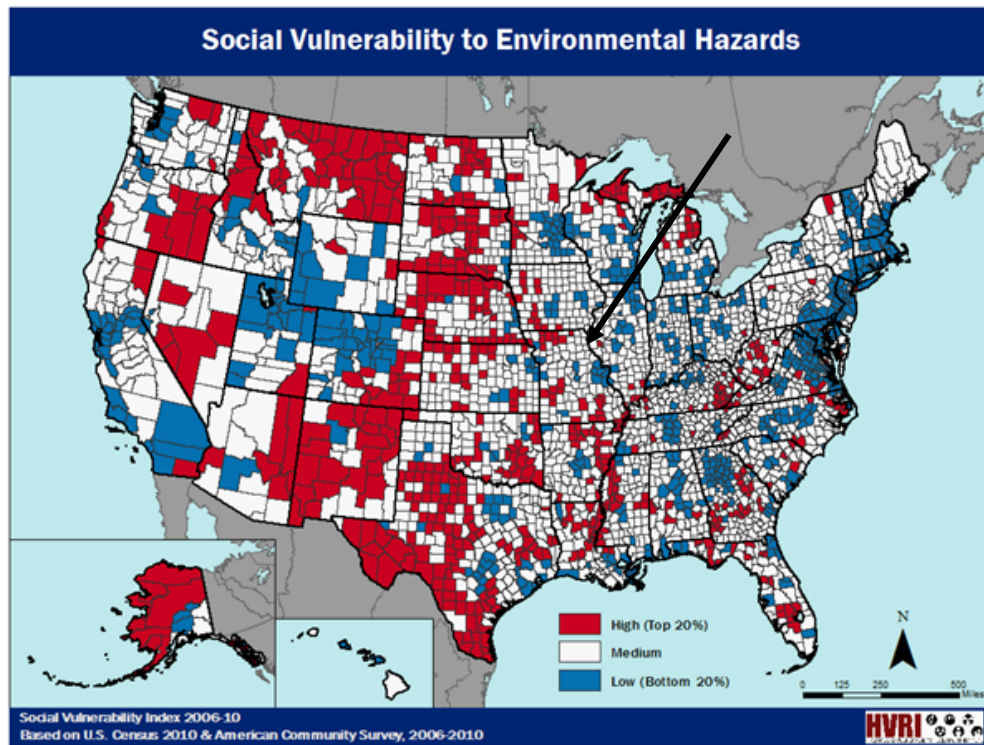 Social Vulnerability to Environmental Hazards
N
High (Top 20%)
Medium
Low (Bottom 20%)
0 125 250 500
Miles
Social Vulnerability Index 2006-10
Based on U.S. Census 2010 & American Community Survey, 2006-2010
HVRI